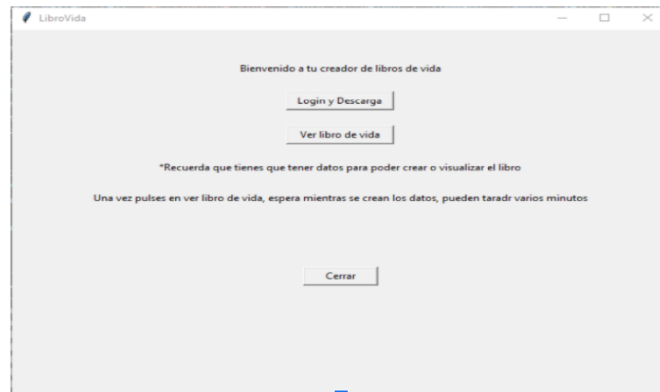 LibroVida
Bienvenido a tu creador de libros de vida
Login y Descarga
Ver libro de vida
*Recuerda que tienes que tener datos para poder crear o visualizar el libro
Una vez pulses en ver libro de vida, espera mientras se crean los datos, pueden taradr varios minutos
Cerrar